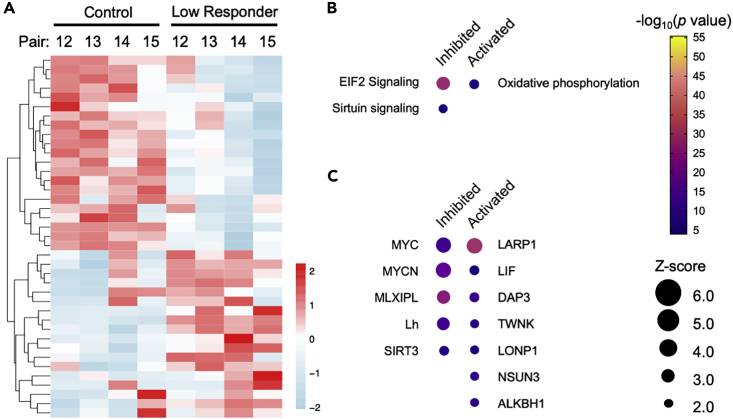 A
Control Low Responder
Pair: 12 13 14 15 12 13 14 15
2
1
0
−1
−2
B
Inhibited Activated
EIF2 Signaling Oxidative phosphorylation
Sirtuin signaling
C
Inhibited Activated
MYC LARP1
MYCN LIF
MLXIPL DAP3
Lh TWNK
SIRT3 LONP1
NSUN3
ALKBH1
-log10(p value)
55
50
45
40
35
30
25
20
15
10
5
Z-score
6.0
5.0
4.0
3.0
2.0